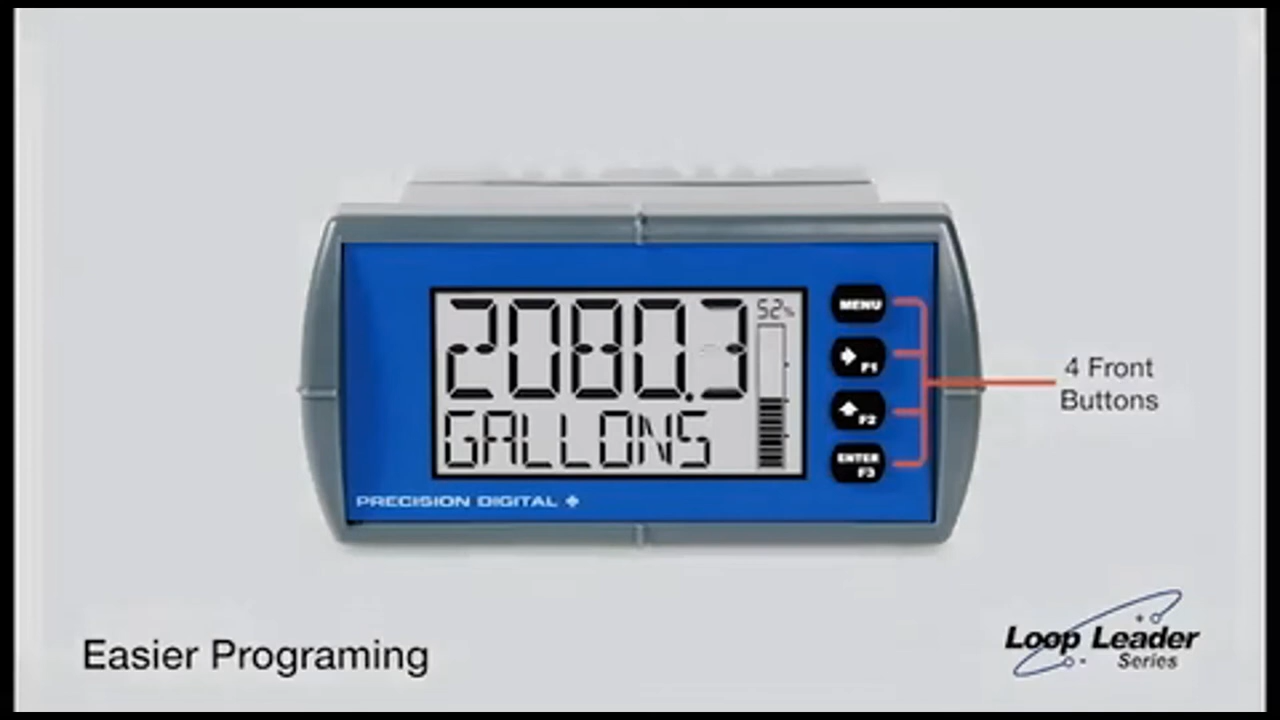 2080.3
52%
GALLONS
MENU
F1
F2
ENTER
F3
PRECISION DIGITAL
4 Front
Buttons
Easier Programing
Loop Leader
Series